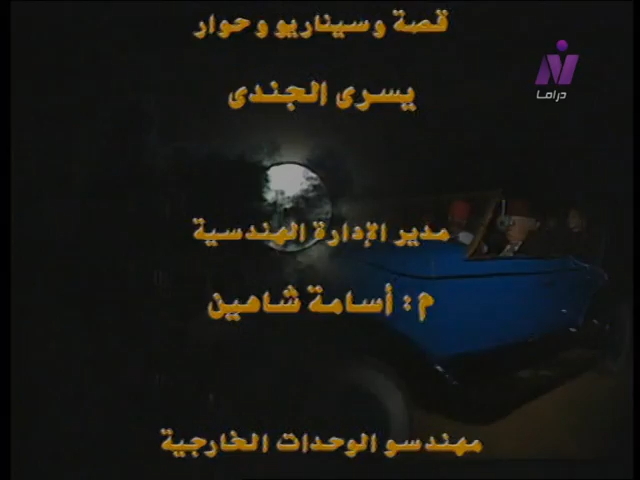 قصة وسيناريو وحوار
يسرى الجندى
مدير الإدارة الهندسية
م: أسامة شاهين
مهندسو الوحدات الخارجية
دراما